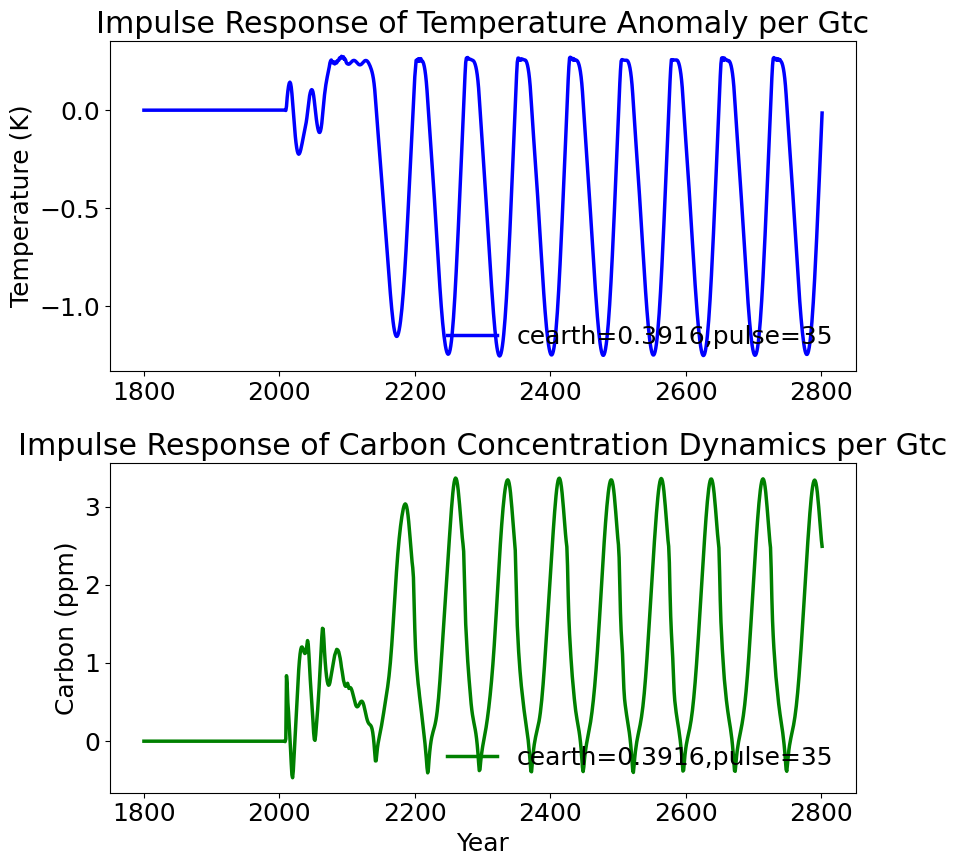 Impulse Response of Temperature Anomaly per Gtc
Temperature (K)
0.0
−0.5
−1.0
cearth=0.3916,pulse=35
1800 2000 2200 2400 2600 2800
Impulse Response of Carbon Concentration Dynamics per Gtc
Carbon (ppm)
3
2
1
0
cearth=0.3916,pulse=35
1800 2000 2200 2400 2600 2800
Year